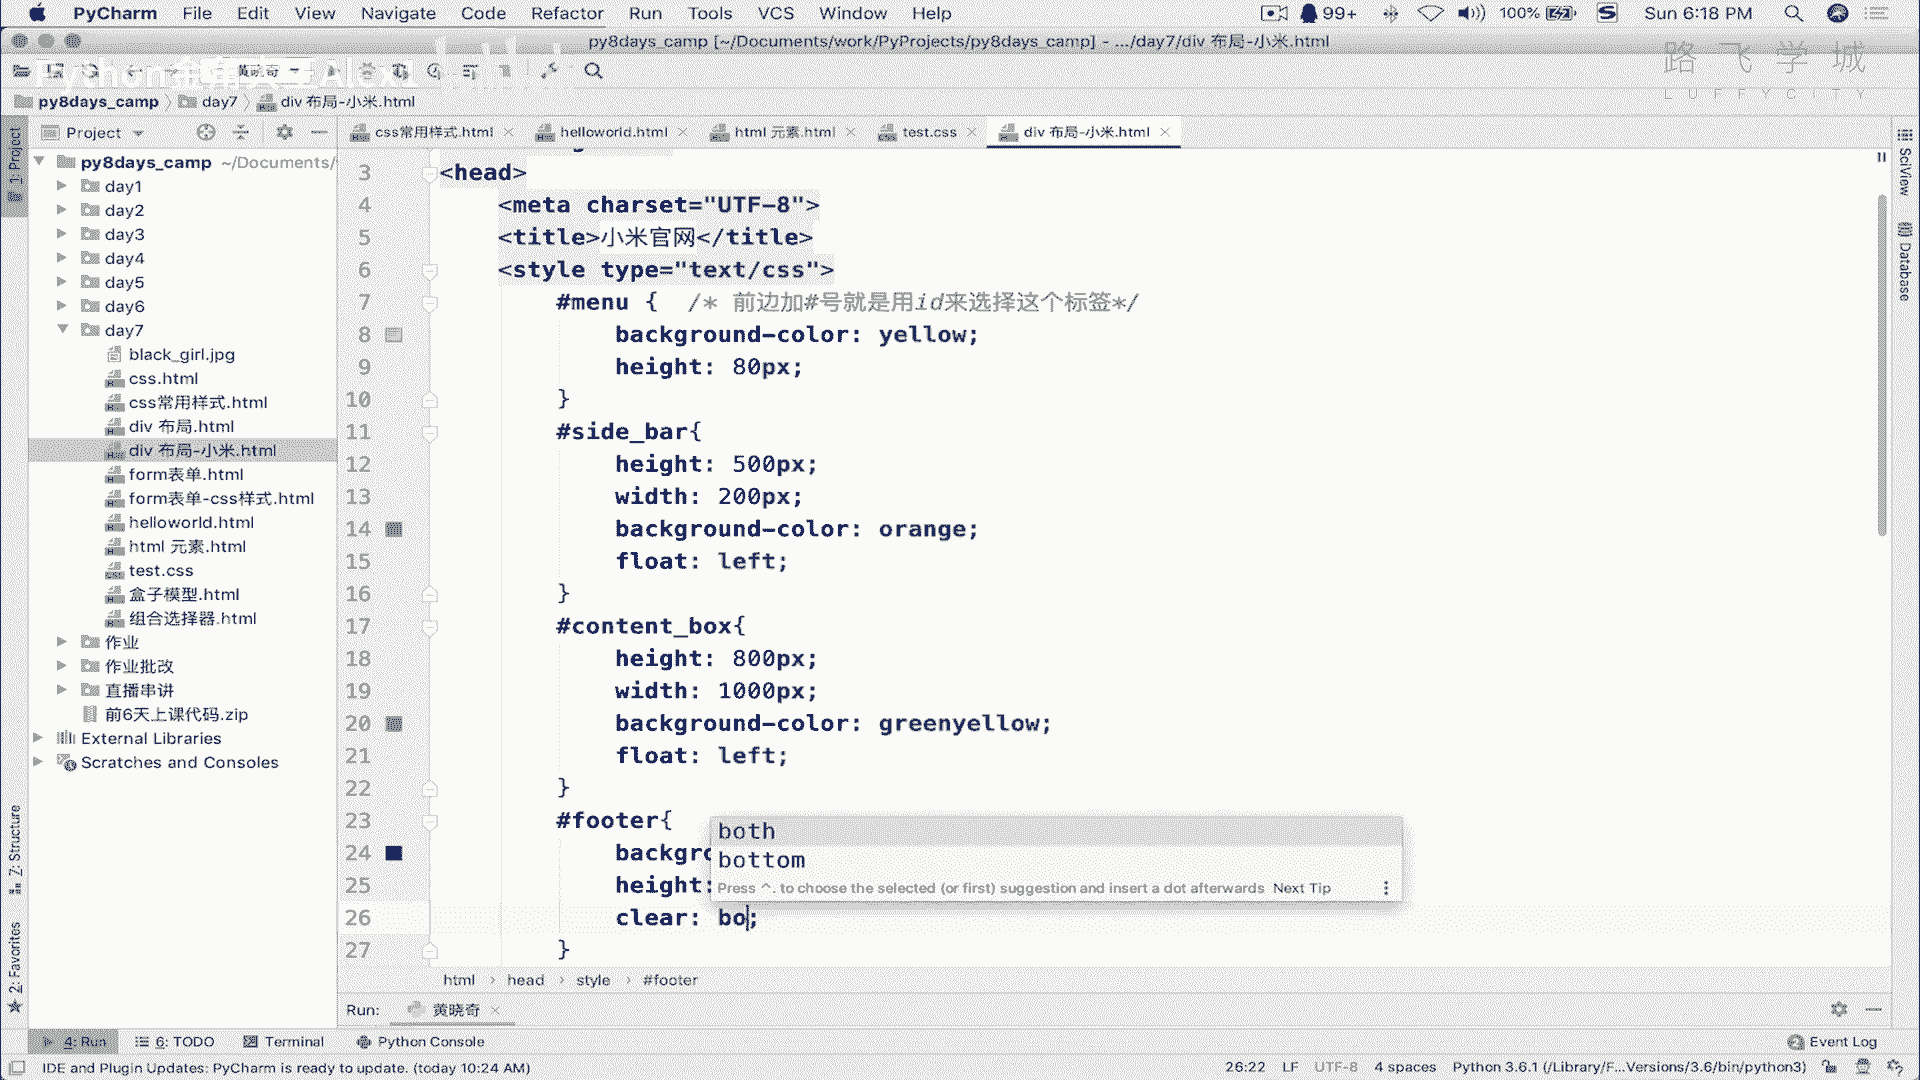 PyCharm File Edit View Navigate Code Refactor Run Tools VCS Window Help 99+ 100% Sun 6:18 PM
py8days_camp [~/Documents/work/PyProjects/py8days_camp] - .../day7/div 布局-小米.html
路飞学城
LUFFYCITY
黄晓奇
py8days_camp day7 div 布局-小米.html
Project
css常用样式.html helloworld.html html 元素.html test.css div 布局-小米.html
1: Project
py8days_camp ~/Documents/
day1
day2
day3
day4
day5
day6
day7
black_girl.jpg
css.html
css常用样式.html
div 布局.html
div 布局-小米.html
form表单.html
form表单-css样式.html
helloworld.html
html 元素.html
test.css
盒子模型.html
组合选择器.html
作业
作业批改
直播串讲
前6天上课代码.zip
External Libraries
Scratches and Consoles
3 <head>
4 <meta charset="UTF-8">
5 <title>小米官网</title>
6 <style type="text/css">
7 #menu { /* 前边加#号就是用id来选择这个标签*/
8 background-color: yellow;
9 height: 80px;
10 }
11 #side_bar{
12 height: 500px;
13 width: 200px;
14 background-color: orange;
15 float: left;
16 }
17 #content_box{
18 height: 800px;
19 width: 1000px;
20 background-color: greenyellow;
21 float: left;
22 }
23 #footer{
24 backgr
25 height:
26 clear: bo;
27 }
both
bottom
Press ^. to choose the selected (or first) suggestion and insert a dot afterwards Next Tip
SciView
Database
7: Structure
2: Favorites
html head style #footer
Run: 黄晓奇
4: Run 6: TODO Terminal Python Console Event Log
IDE and Plugin Updates: PyCharm is ready to update. (today 10:24 AM) 26:22 LF UTF-8 4 spaces Python 3.6.1 (/Library/F...Versions/3.6/bin/python3)